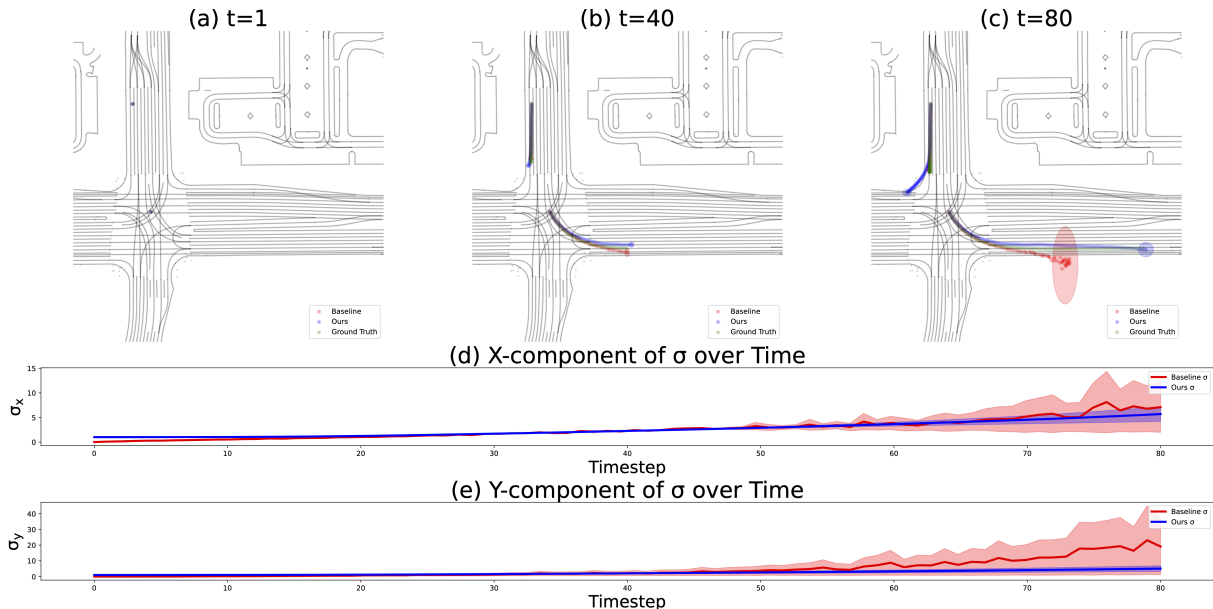 (a) t=1
(b) t=40
(c) t=80
Baseline
Ours
Ground Truth
Baseline
Ours
Ground Truth
Baseline
Ours
Ground Truth
(d) X-component of σ over Time
15
10
5
0
σx
Baseline σ
Ours σ
0 10 20 30 40 50 60 70 80
Timestep
(e) Y-component of σ over Time
40
30
20
10
0
σy
Baseline σ
Ours σ
0 10 20 30 40 50 60 70 80
Timestep